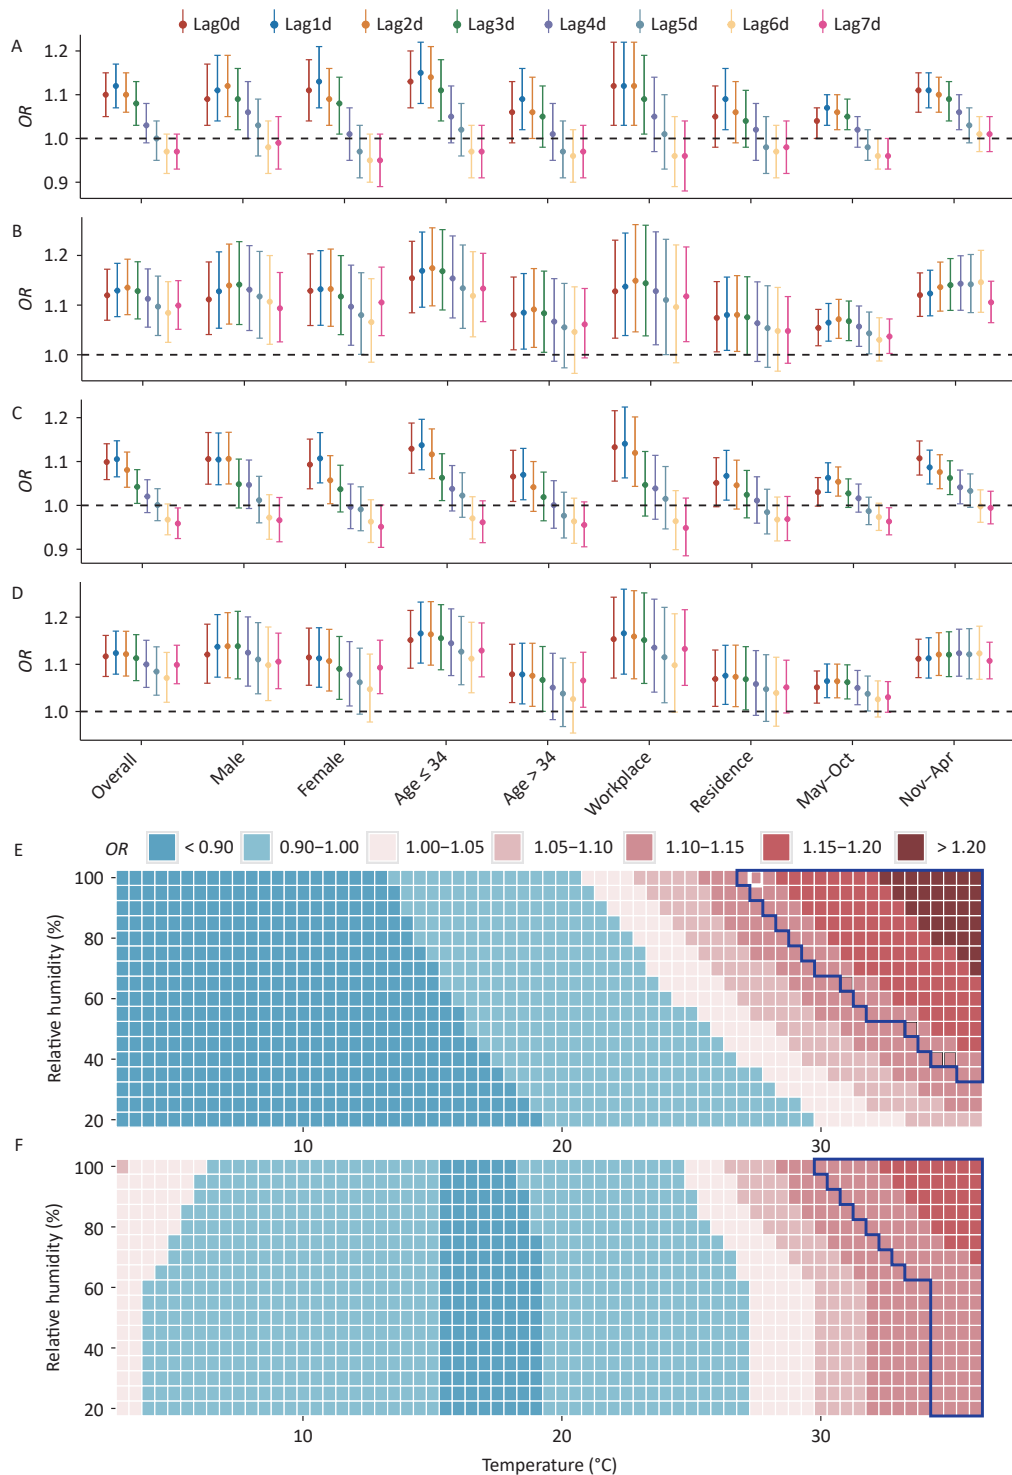 Lag0d Lag1d Lag2d Lag3d Lag4d Lag5d Lag6d Lag7d
A
1.2
1.1
1.0
0.9
OR
B
1.2
1.1
1.0
OR
C
1.2
1.1
1.0
0.9
OR
D
1.2
1.1
1.0
OR
Overall Male Female Age ≤ 34 Age > 34 Workplace Residence May–Oct Nov–Apr
E OR < 0.90 0.90–1.00 1.00–1.05 1.05–1.10 1.10–1.15 1.15–1.20 > 1.20
100
80
60
40
20
Relative humidity (%)
10 20 30
F
100
80
60
40
20
Relative humidity (%)
10 20 30
Temperature (°C)